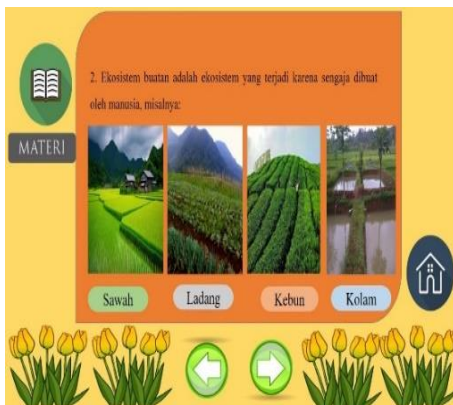 2. Ekosistem buatan adalah ekosistem yang terjadi karena sengaja dibuat
oleh manusia, misalnya:
MATERI
Sawah Ladang Kebun Kolam